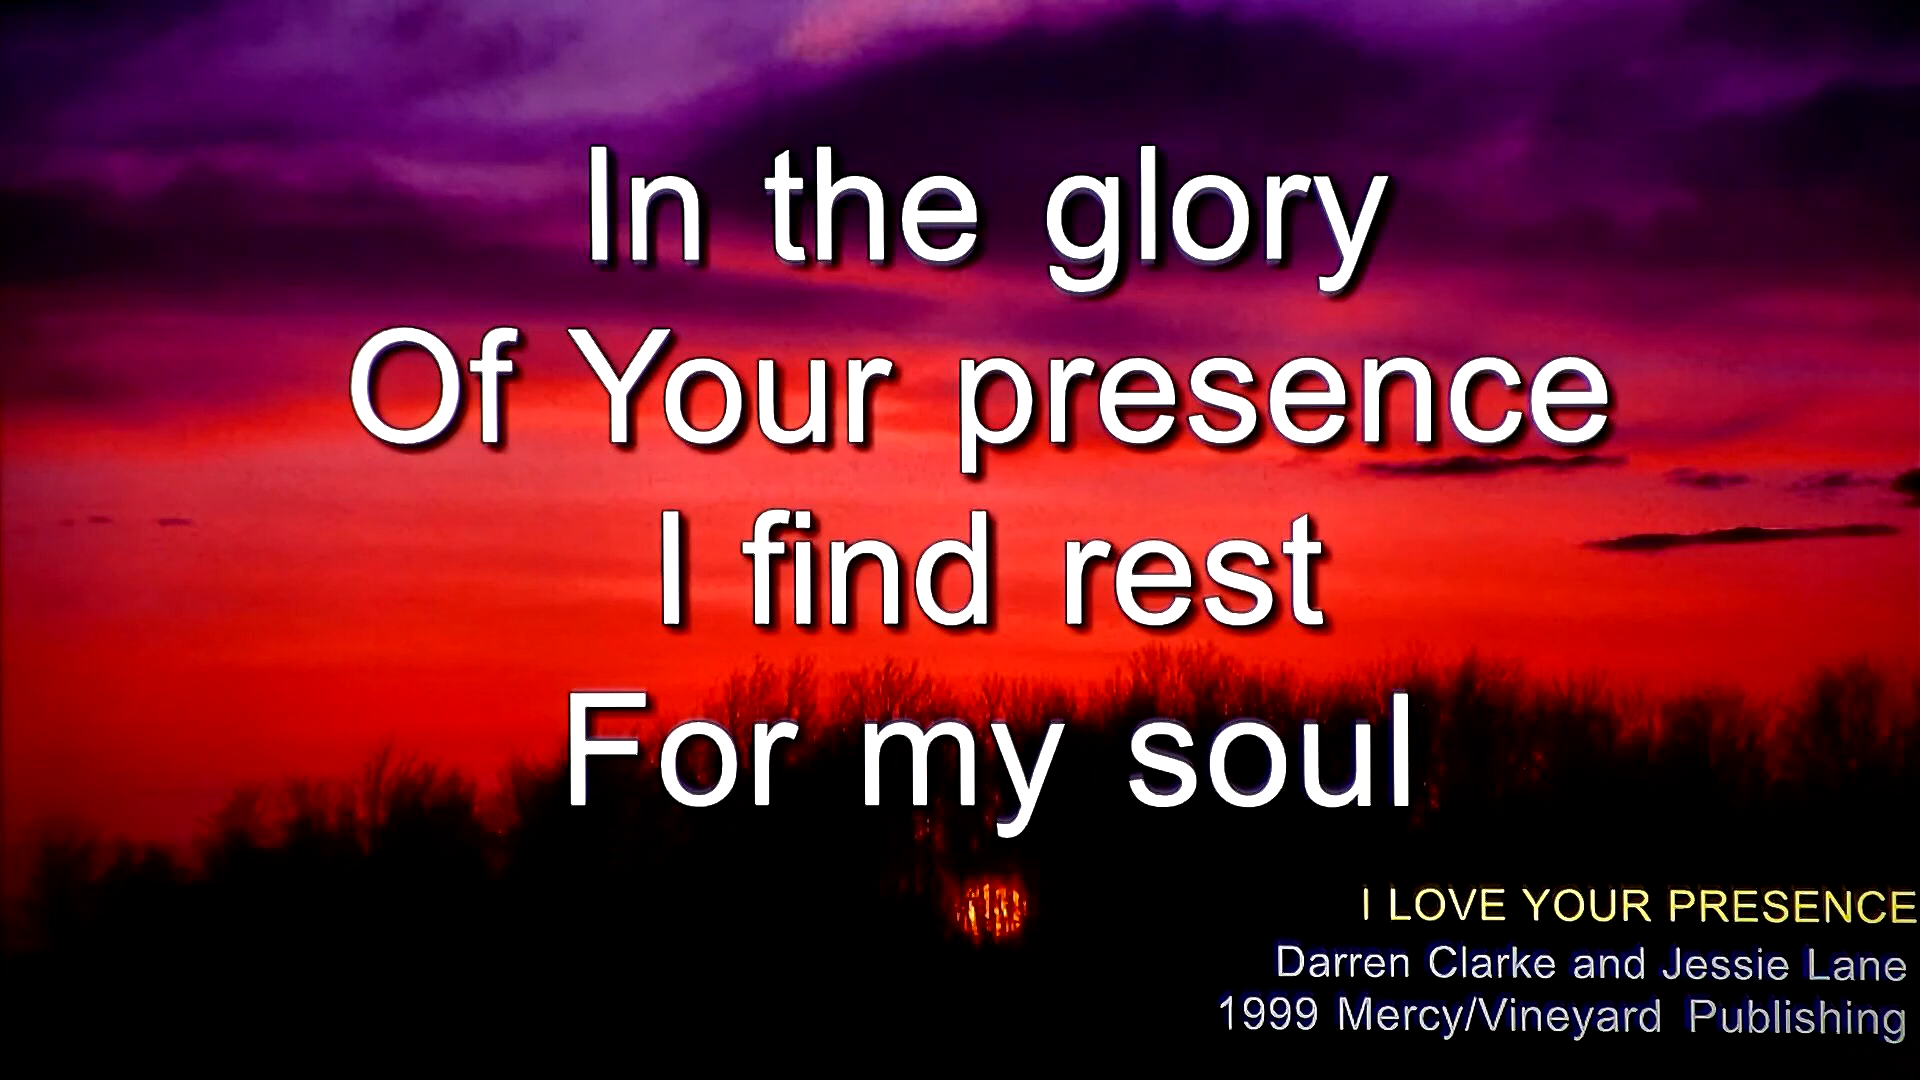 In the glory
Of Your presence
I find rest
For my soul
I LOVE YOUR PRESENCE
Darren Clarke and Jessie Lane
1999 Mercy/Vineyard Publishing